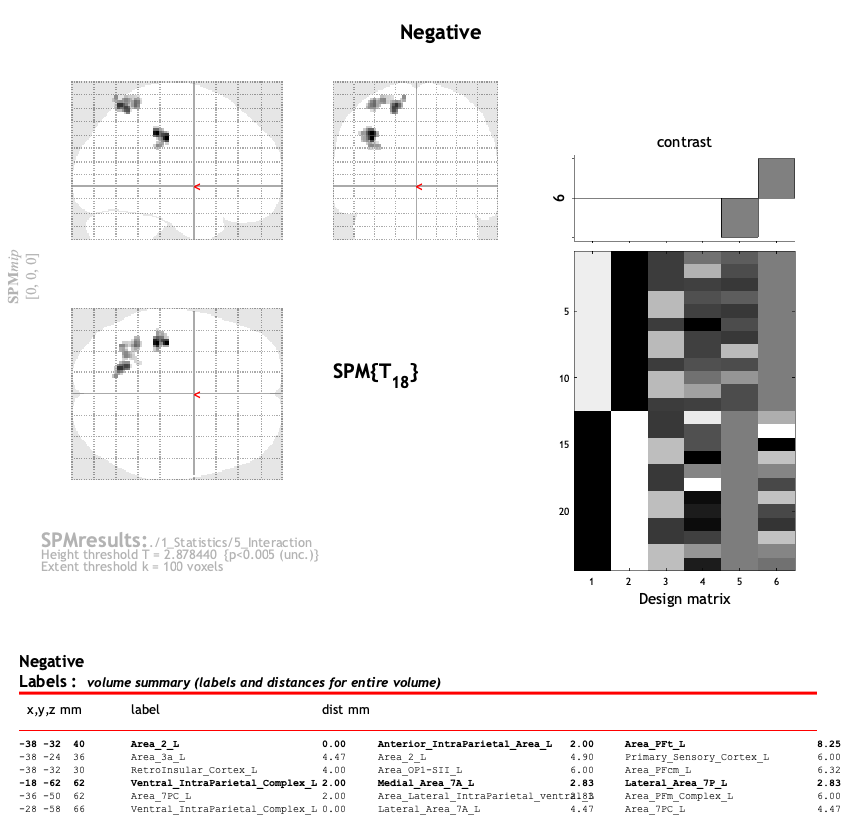 Negative
SPMmip
[0, 0, 0]
<
<
<
SPM{T18}
contrast
6
5
10
15
20
1 2 3 4 5 6
Design matrix
SPMresults: ./1_Statistics/5_Interaction
Height threshold T = 2.878440 {p<0.005 (unc.)}
Extent threshold k = 100 voxels
Negative
Labels : volume summary (labels and distances for entire volume)
x,y,z mm label dist mm
-38 -32 40 Area_2_L 0.00 Anterior_IntraParietal_Area_L 2.00 Area_PFt_L 8.25
-38 -24 36 Area_3a_L 4.47 Area_2_L 4.90 Primary_Sensory_Cortex_L 6.00
-38 -32 30 RetroInsular_Cortex_L 4.00 Area_OP1-SII_L 6.00 Area_PFcm_L 6.32
-18 -62 62 Ventral_IntraParietal_Complex_L 2.00 Medial_Area_7A_L 2.83 Lateral_Area_7P_L 2.83
-36 -50 62 Area_7PC_L 2.00 Area_Lateral_IntraParietal_ventral 2.83 Area_PFm_Complex_L 6.00
-28 -58 66 Ventral_IntraParietal_Complex_L 0.00 Lateral_Area_7A_L 4.47 Area_7PC_L 4.47